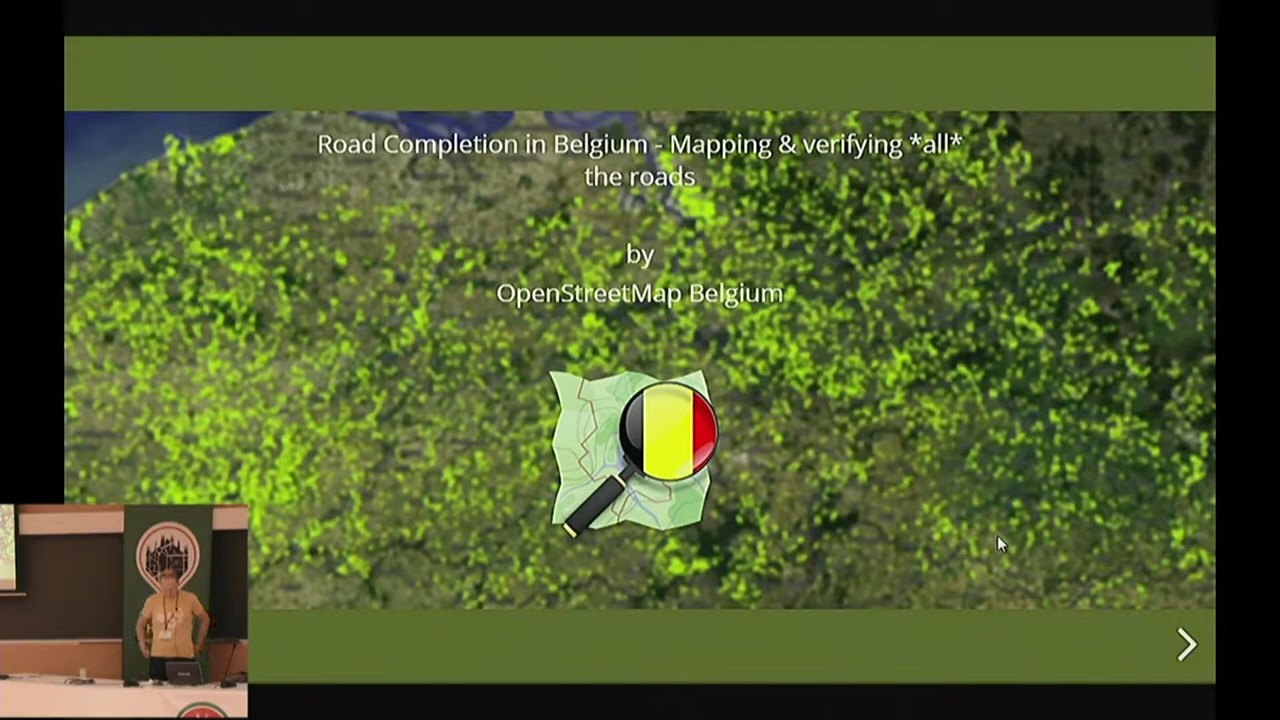 Road Completion in Belgium - Mapping & verifying *all*
the roads
by
OpenStreetMap Belgium